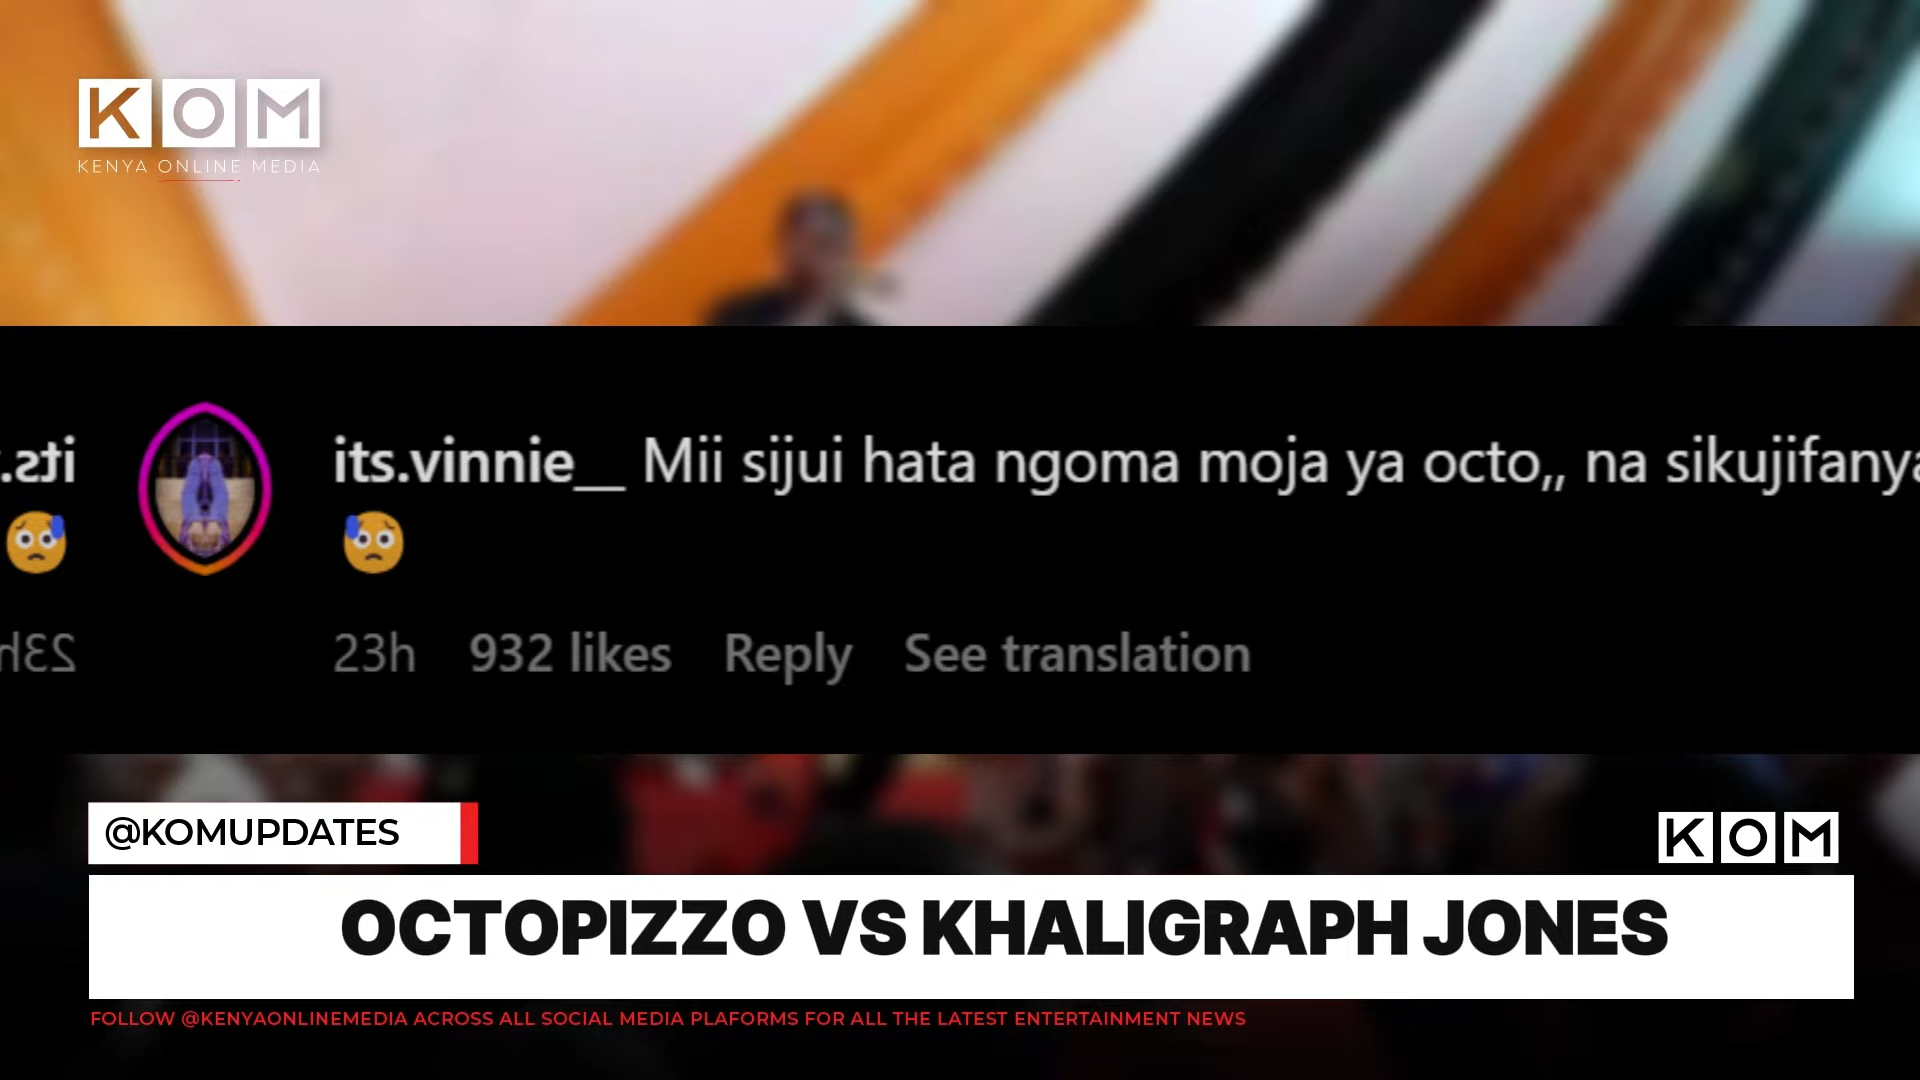 KOM
KENYA ONLINE MEDIA
its.vinnie__ Mii sijui hata ngoma moja ya octo,, na sikujifanya
23h 932 likes Reply See translation
@KOMUPDATES
KOM
OCTOPIZZO VS KHALIGRAPH JONES
FOLLOW @KENYAONLINEMEDIA ACROSS ALL SOCIAL MEDIA PLAFORMS FOR ALL THE LATEST ENTERTAINMENT NEWS